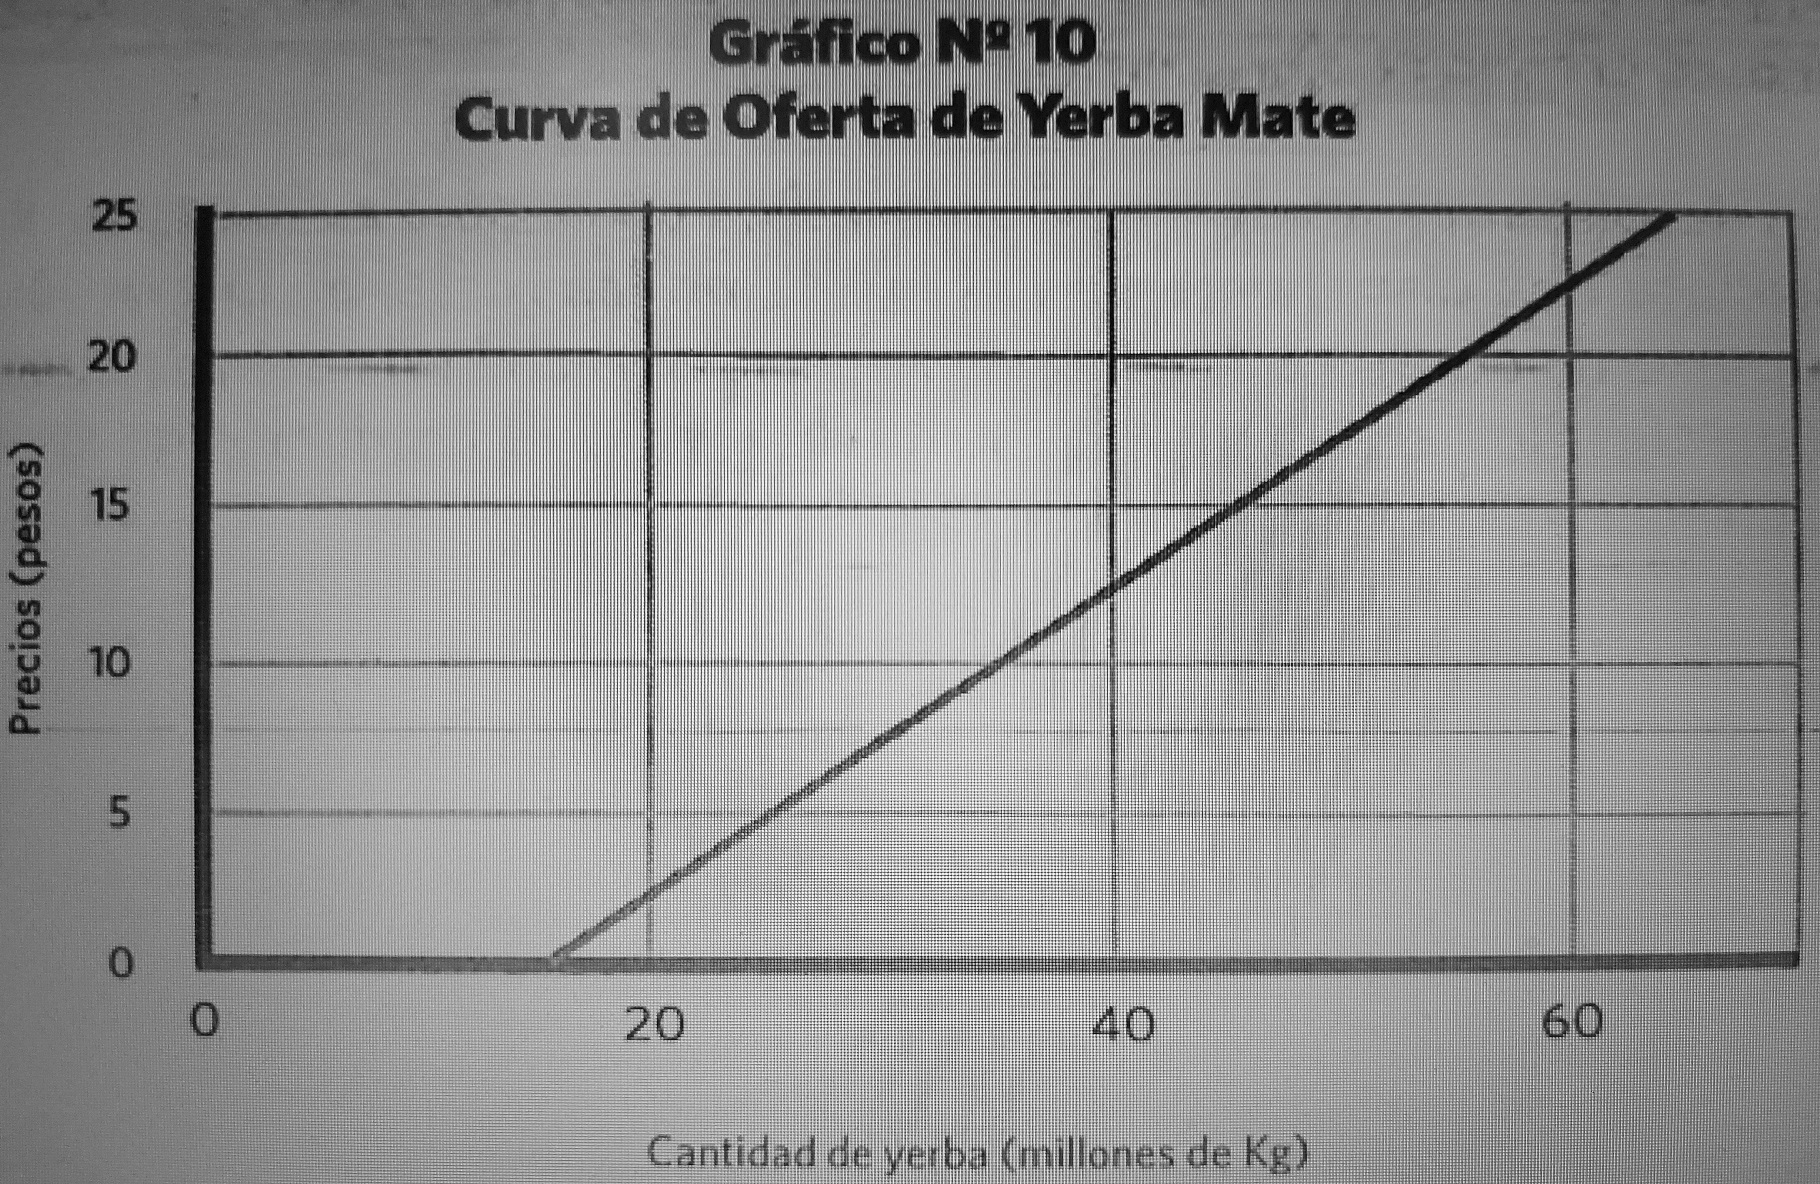 Gráfico Nº 10
Curva de Oferta de Yerba Mate
25
20
15
10
5
0
Precios (pesos)
0 20 40 60
Cantidad de yerba (millones de Kg)